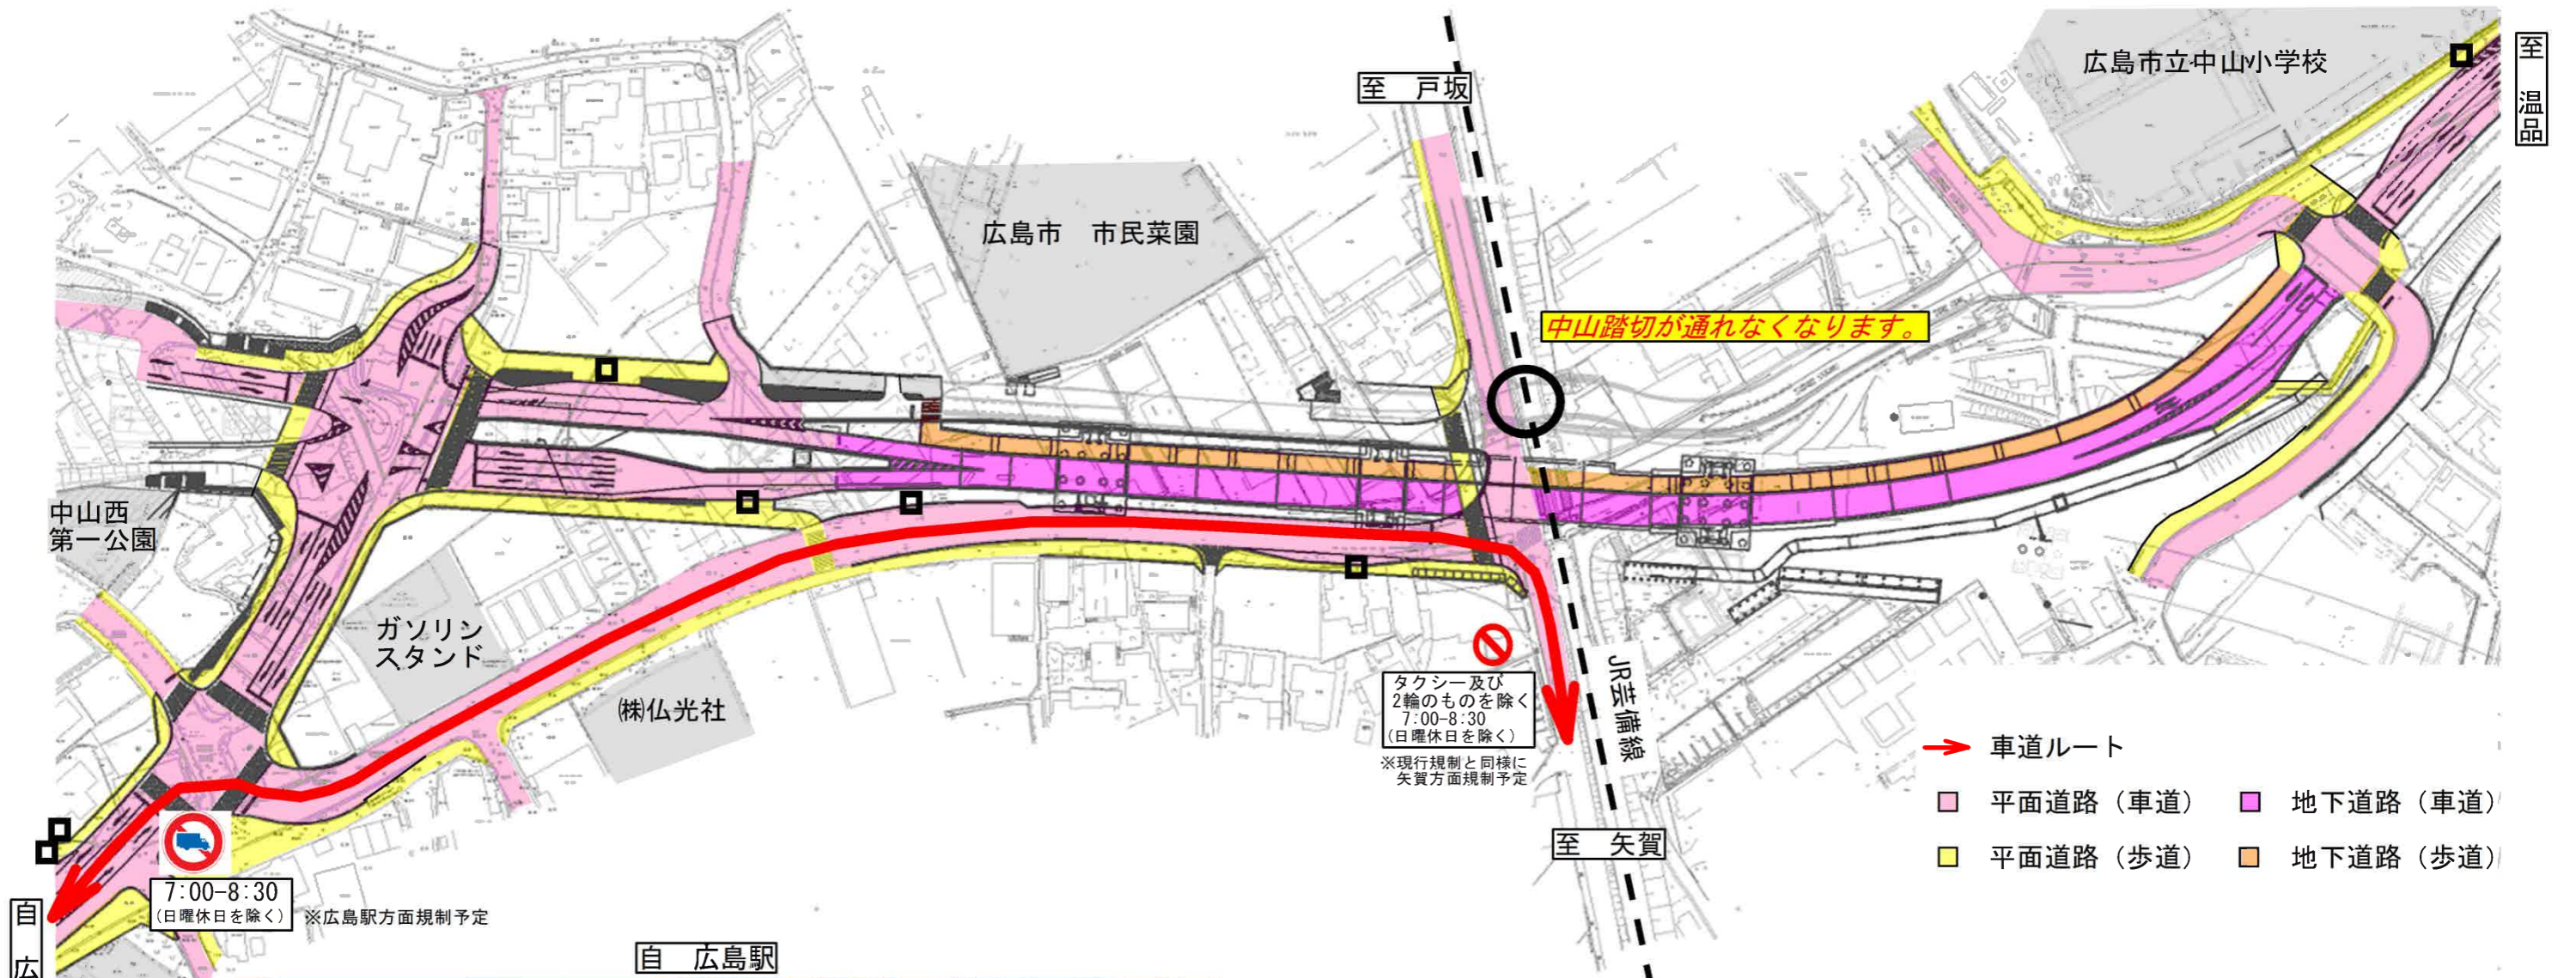 広島市立中山小学校
至 温品
至 戸坂
広島市 市民菜園
中山踏切が通れなくなります。
中山西
第一公園
ガソリン
スタンド
㈱仏光社
タクシー及び
2輪のものを除く
7:00-8:30
(日曜休日を除く)
※現行規制と同様に
矢賀方面規制予定
JR芸備線
車道ルート
平面道路（車道）
地下道路（車道）
平面道路（歩道）
地下道路（歩道）
至 矢賀
7:00-8:30
(日曜休日を除く)
※広島駅方面規制予定
自 広
自 広島駅